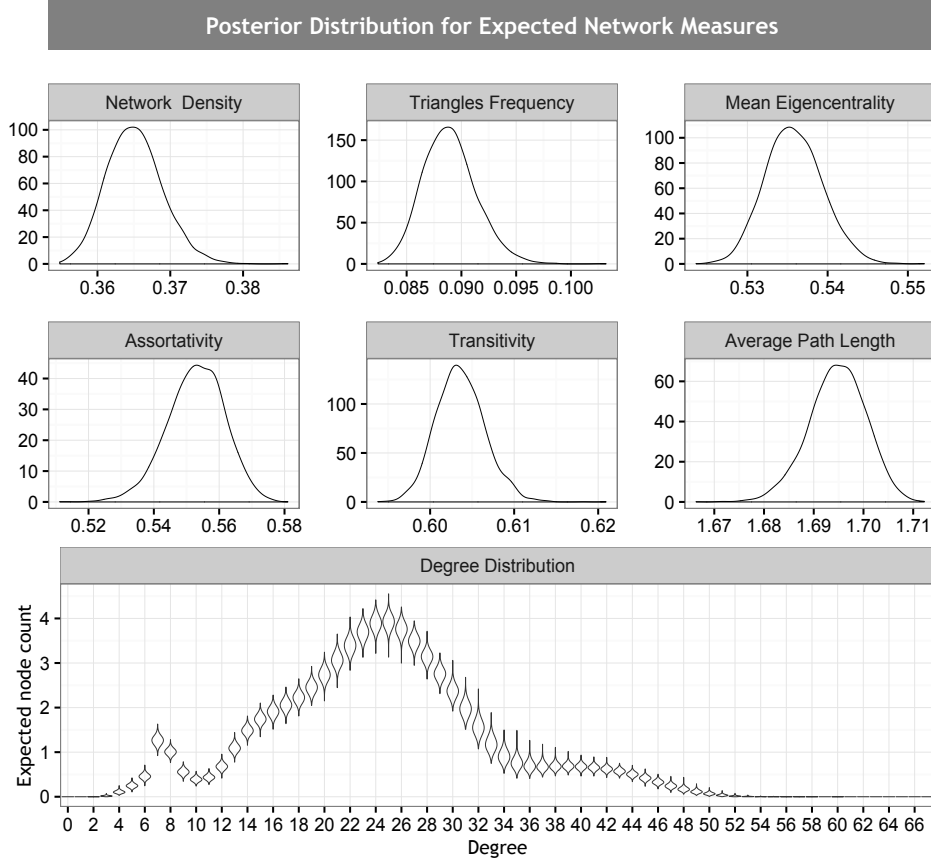 Posterior Distribution for Expected Network Measures
Network Density
Triangles Frequency
Mean Eigencentrality
100
80
60
40
20
0
0.36 0.37 0.38
150
100
50
0
0.085 0.090 0.095 0.100
100
80
60
40
20
0
0.53 0.54 0.55
Assortativity
Transitivity
Average Path Length
40
30
20
10
0
0.52 0.54 0.56 0.58
100
50
0
0.60 0.61 0.62
60
40
20
0
1.67 1.68 1.69 1.70 1.71
Degree Distribution
Expected node count
4
3
2
1
0
0 2 4 6 8 10 12 14 16 18 20 22 24 26 28 30 32 34 36 38 40 42 44 46 48 50 52 54 56 58 60 62 64 66
Degree